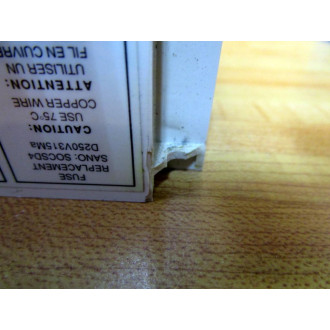 FUSE
REPLACEMENT
SANO: SOCSD4
D250V315Ma
CAUTION:
USE 75°C
COPPER WIRE
ATTENTION:
UTILISER UN
FIL EN CUIVRE